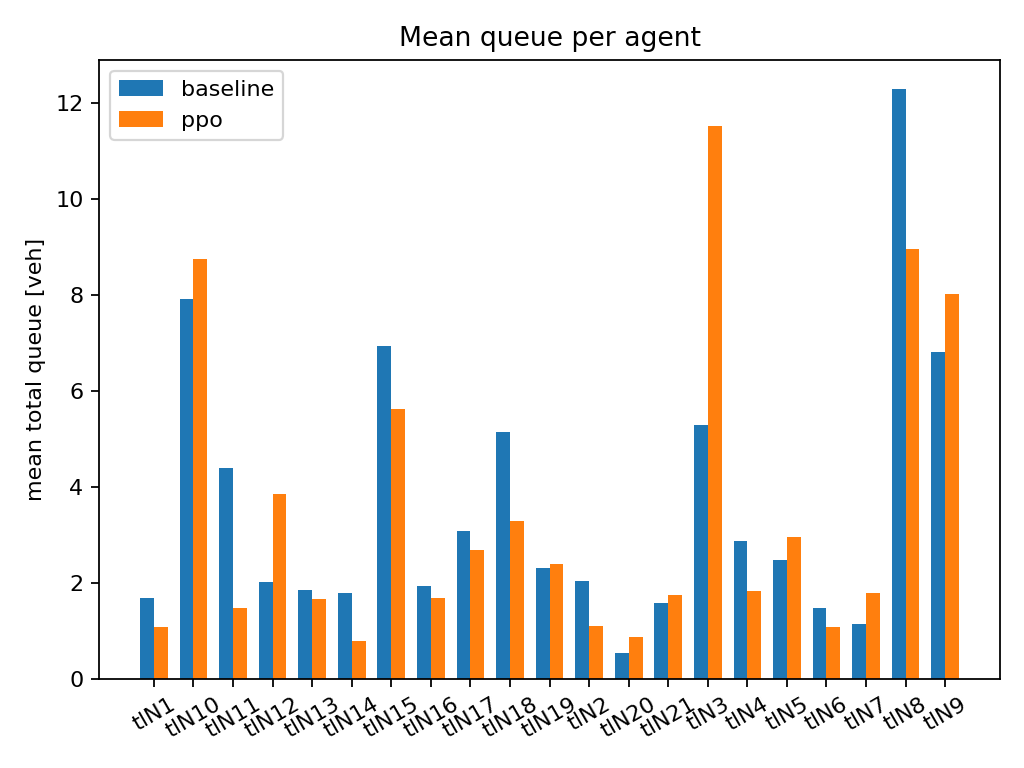 Mean queue per agent
baseline
ppo
mean total queue [veh]
12
10
8
6
4
2
0
tlN1 tlN10 tlN11 tlN12 tlN13 tlN14 tlN15 tlN16 tlN17 tlN18 tlN19 tlN2 tlN20 tlN21 tlN3 tlN4 tlN5 tlN6 tlN7 tlN8 tlN9